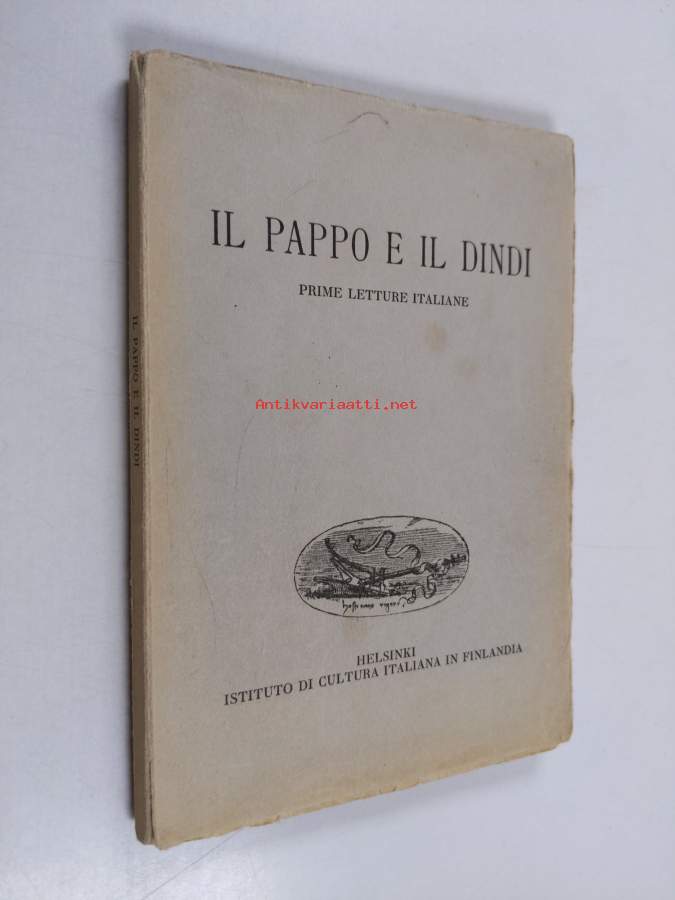 IL PAPPO E IL DINDI
PRIME LETTURE ITALIANE
Antikvariaatti.net
IL PAPPO E IL DINDI
HELSINKI
ISTITUTO DI CULTURA ITALIANA IN FINLANDIA